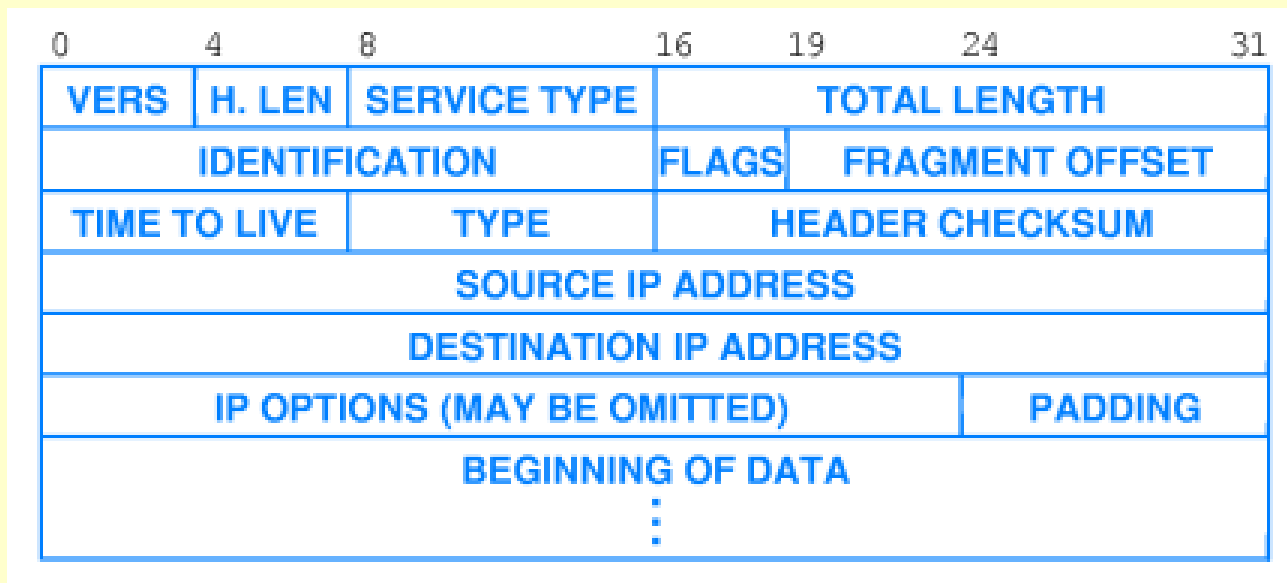 0 4 8 16 19 24 31
VERS H. LEN SERVICE TYPE TOTAL LENGTH
IDENTIFICATION FLAGS FRAGMENT OFFSET
TIME TO LIVE TYPE HEADER CHECKSUM
SOURCE IP ADDRESS
DESTINATION IP ADDRESS
IP OPTIONS (MAY BE OMITTED) PADDING
BEGINNING OF DATA